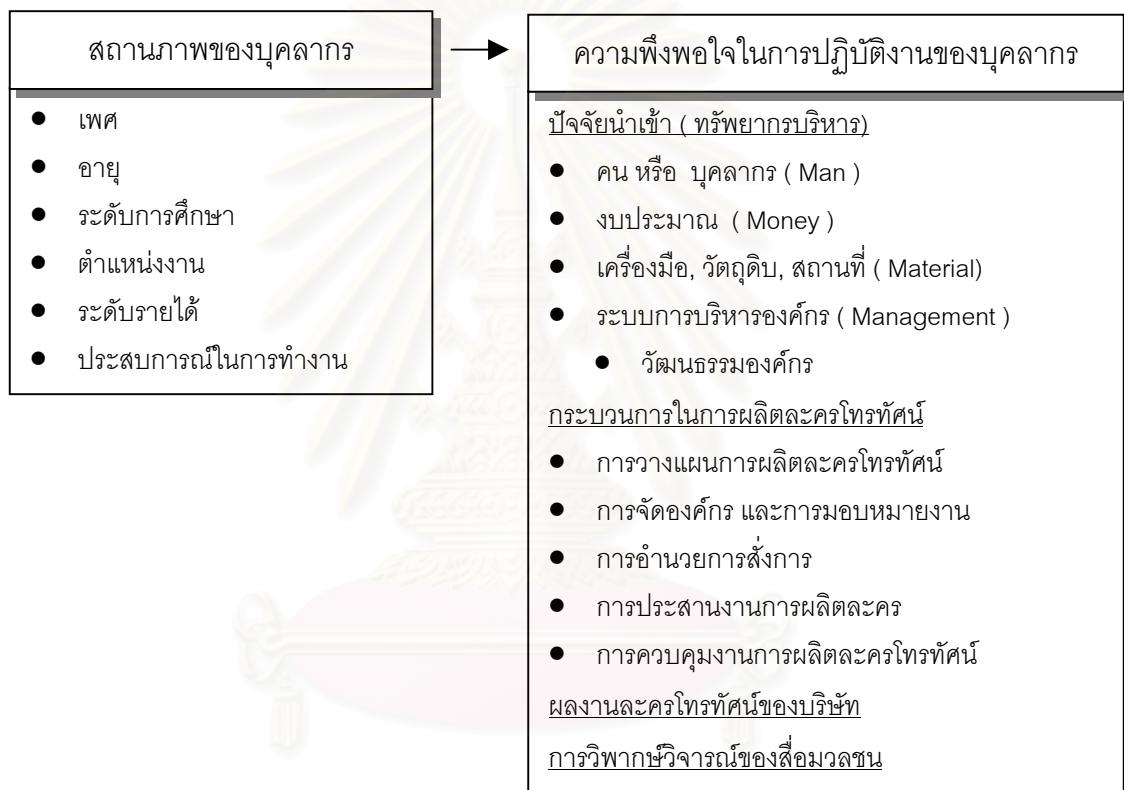 สถานภาพของบุคลากร
เพศ
อายุ
ระดับการศึกษา
ตำแหน่งงาน
ระดับรายได้
ประสบการณ์ในการทำงาน
ความพึงพอใจในการปฏิบัติงานของบุคลากร
ปัจจัยนำเข้า ( ทรัพยากรบริหาร)
คน หรือ บุคลากร ( Man )
งบประมาณ ( Money )
เครื่องมือ, วัตถุดิบ, สถานที่ ( Material)
ระบบการบริหารองค์กร ( Management )
วัฒนธรรมองค์กร
กระบวนการในการผลิตละครโทรทัศน์
การวางแผนการผลิตละครโทรทัศน์
การจัดองค์กร และการมอบหมายงาน
การอำนวยการสั่งการ
การประสานงานการผลิตละคร
การควบคุมงานการผลิตละครโทรทัศน์
ผลงานละครโทรทัศน์ของบริษัท
การวิพากษ์วิจารณ์ของสื่อมวลชน